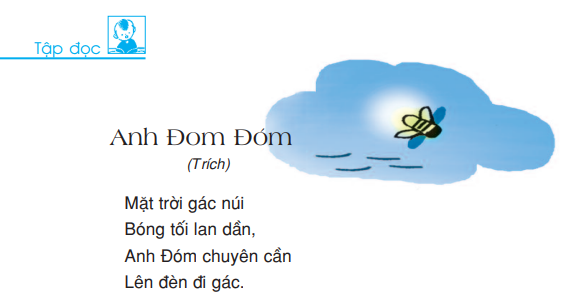 Tập đọc
Anh Đom Đóm
(Trích)
Mặt trời gác núi
Bóng tối lan dần,
Anh Đóm chuyên cần
Lên đèn đi gác.